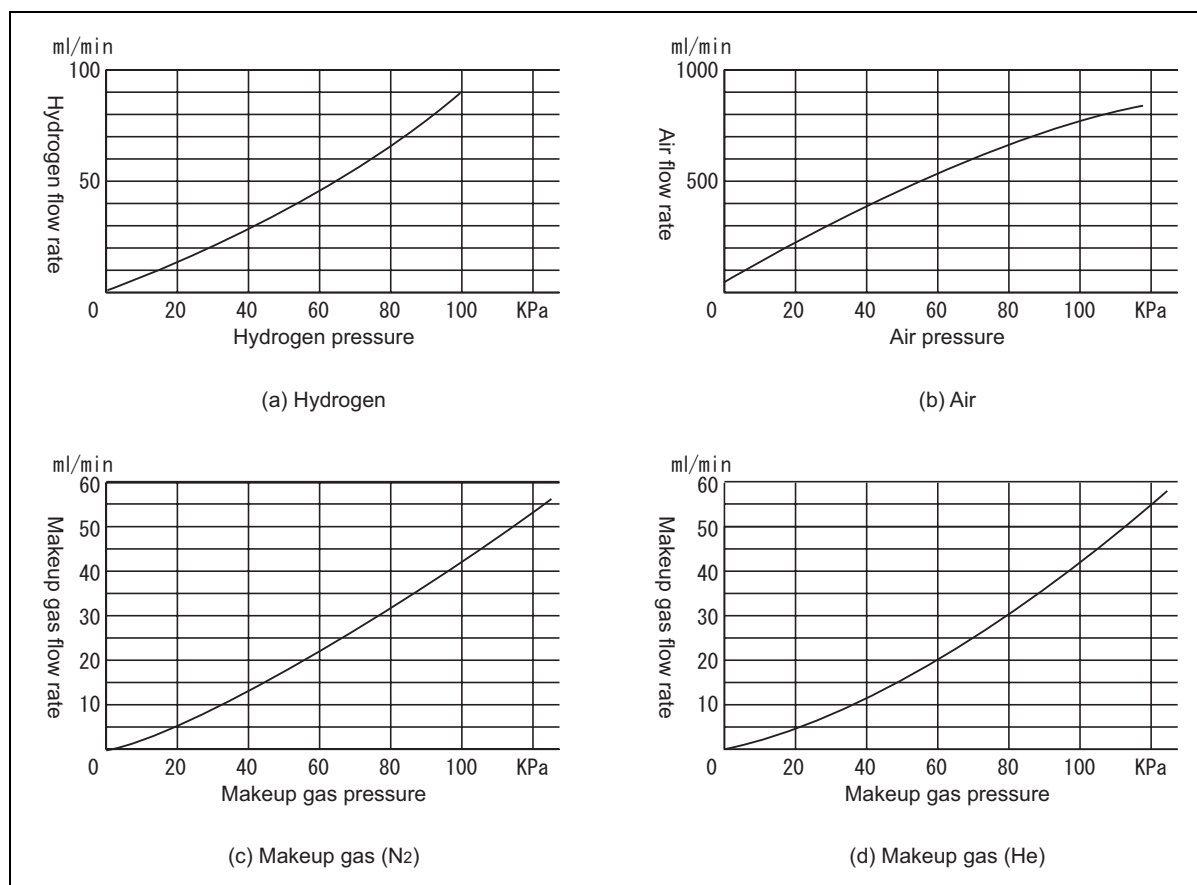 ml/min
100
50
0
20 40 60 80 100 KPa
Hydrogen flow rate
Hydrogen pressure
(a) Hydrogen
ml/min
1000
500
0
20 40 60 80 100 KPa
Air flow rate
Air pressure
(b) Air
ml/min
60
50
40
30
20
10
0
20 40 60 80 100 KPa
Makeup gas flow rate
Makeup gas pressure
(c) Makeup gas (N2)
ml/min
60
50
40
30
20
10
0
20 40 60 80 100 KPa
Makeup gas flow rate
Makeup gas pressure
(d) Makeup gas (He)